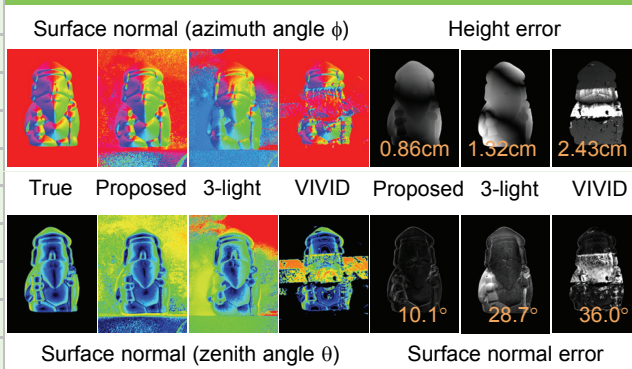 Surface normal (azimuth angle ϕ) Height error
0.86cm 1.32cm 2.43cm
True Proposed 3-light VIVID Proposed 3-light VIVID
10.1° 28.7° 36.0°
Surface normal (zenith angle θ) Surface normal error